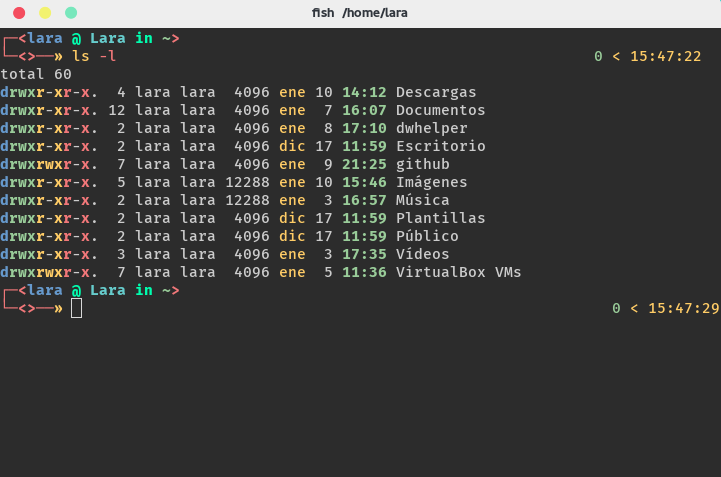 fish /home/lara
┌─<lara @ Lara in ~>
└─<>──» ls -l 0 < 15:47:22
total 60
drwxr-xr-x. 4 lara lara 4096 ene 10 14:12 Descargas
drwxr-xr-x. 12 lara lara 4096 ene 7 16:07 Documentos
drwxr-xr-x. 2 lara lara 4096 ene 8 17:10 dwhelper
drwxr-xr-x. 2 lara lara 4096 dic 17 11:59 Escritorio
drwxrwxr-x. 7 lara lara 4096 ene 9 21:25 github
drwxr-xr-x. 5 lara lara 12288 ene 10 15:46 Imágenes
drwxr-xr-x. 2 lara lara 12288 ene 3 16:57 Música
drwxr-xr-x. 2 lara lara 4096 dic 17 11:59 Plantillas
drwxr-xr-x. 2 lara lara 4096 dic 17 11:59 Público
drwxr-xr-x. 3 lara lara 4096 ene 3 17:35 Vídeos
drwxrwxr-x. 7 lara lara 4096 ene 5 11:36 VirtualBox VMs
┌─<lara @ Lara in ~>
└─<>──» 0 < 15:47:29